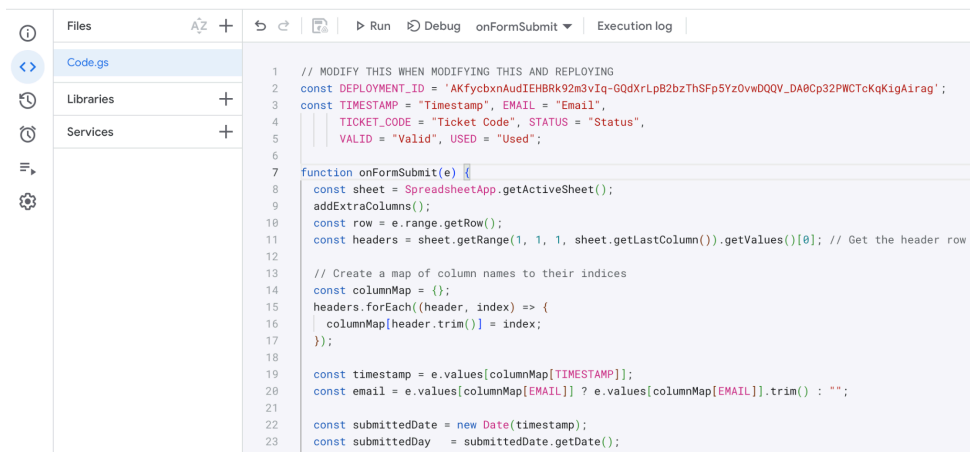 Files
Code.gs
Libraries
Services
Run Debug onFormSubmit Execution log
1 // MODIFY THIS WHEN MODIFYING THIS AND REPLOYING
2 const DEPLOYMENT_ID = 'AKfycbxnAudIEHBRk92m3vIq-GQdXrLpB2bzThSFp5YzOvwDQQV_DA0Cp32PWCTcKqKigAirag';
3 const TIMESTAMP = "Timestamp", EMAIL = "Email",
4 TICKET_CODE = "Ticket Code", STATUS = "Status",
5 VALID = "Valid", USED = "Used";
6
7 function onFormSubmit(e) {
8 const sheet = SpreadsheetApp.getActiveSheet();
9 addExtraColumns();
10 const row = e.range.getRow();
11 const headers = sheet.getRange(1, 1, 1, sheet.getLastColumn()).getValues()[0]; // Get the header row
12
13 // Create a map of column names to their indices
14 const columnMap = {};
15 headers.forEach((header, index) => {
16 columnMap[header.trim()] = index;
17 });
18
19 const timestamp = e.values[columnMap[TIMESTAMP]];
20 const email = e.values[columnMap[EMAIL]] ? e.values[columnMap[EMAIL]].trim() : "";
21
22 const submittedDate = new Date(timestamp);
23 const submittedDay = submittedDate.getDate();